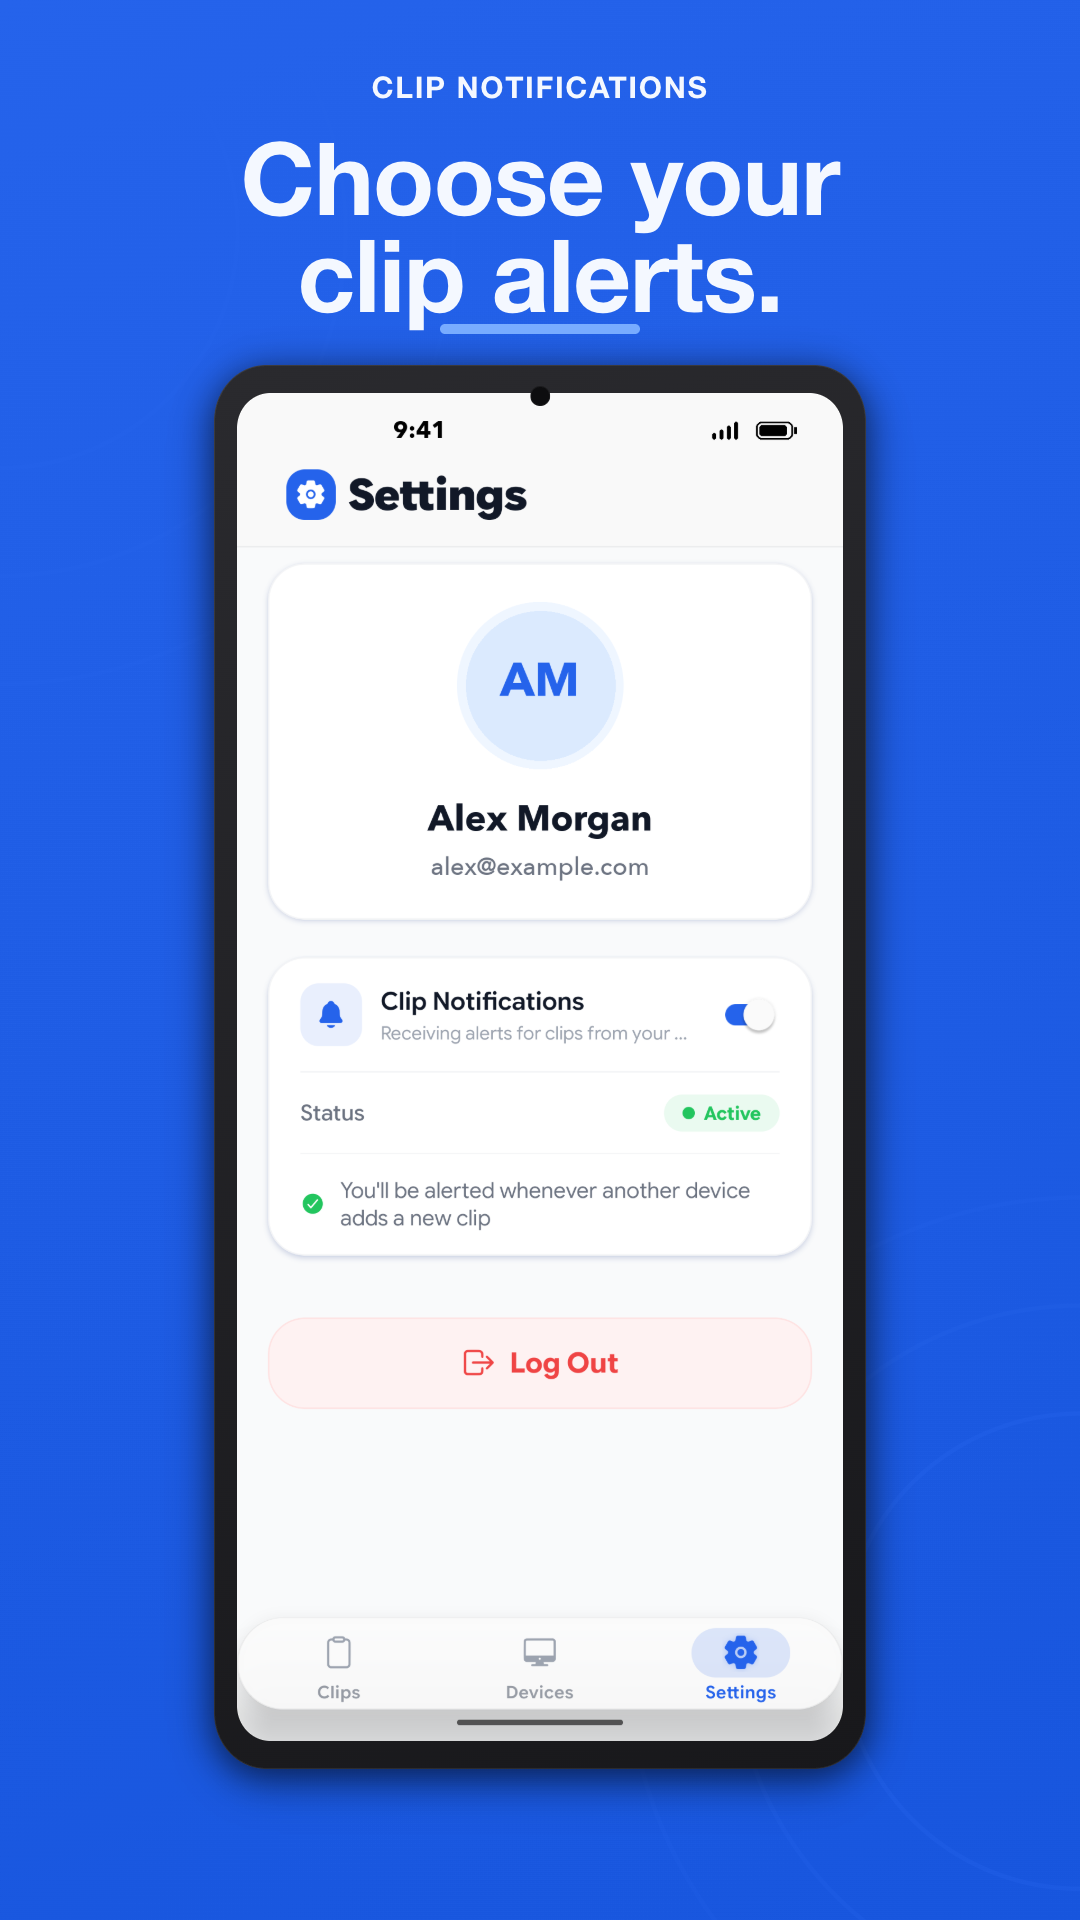 CLIP NOTIFICATIONS
Choose your
clip alerts.
9:41
Settings
AM
Alex Morgan
alex@example.com
Clip Notifications
Receiving alerts for clips from your ...
Status
Active
You'll be alerted whenever another device
adds a new clip
Log Out
Clips
Devices
Settings